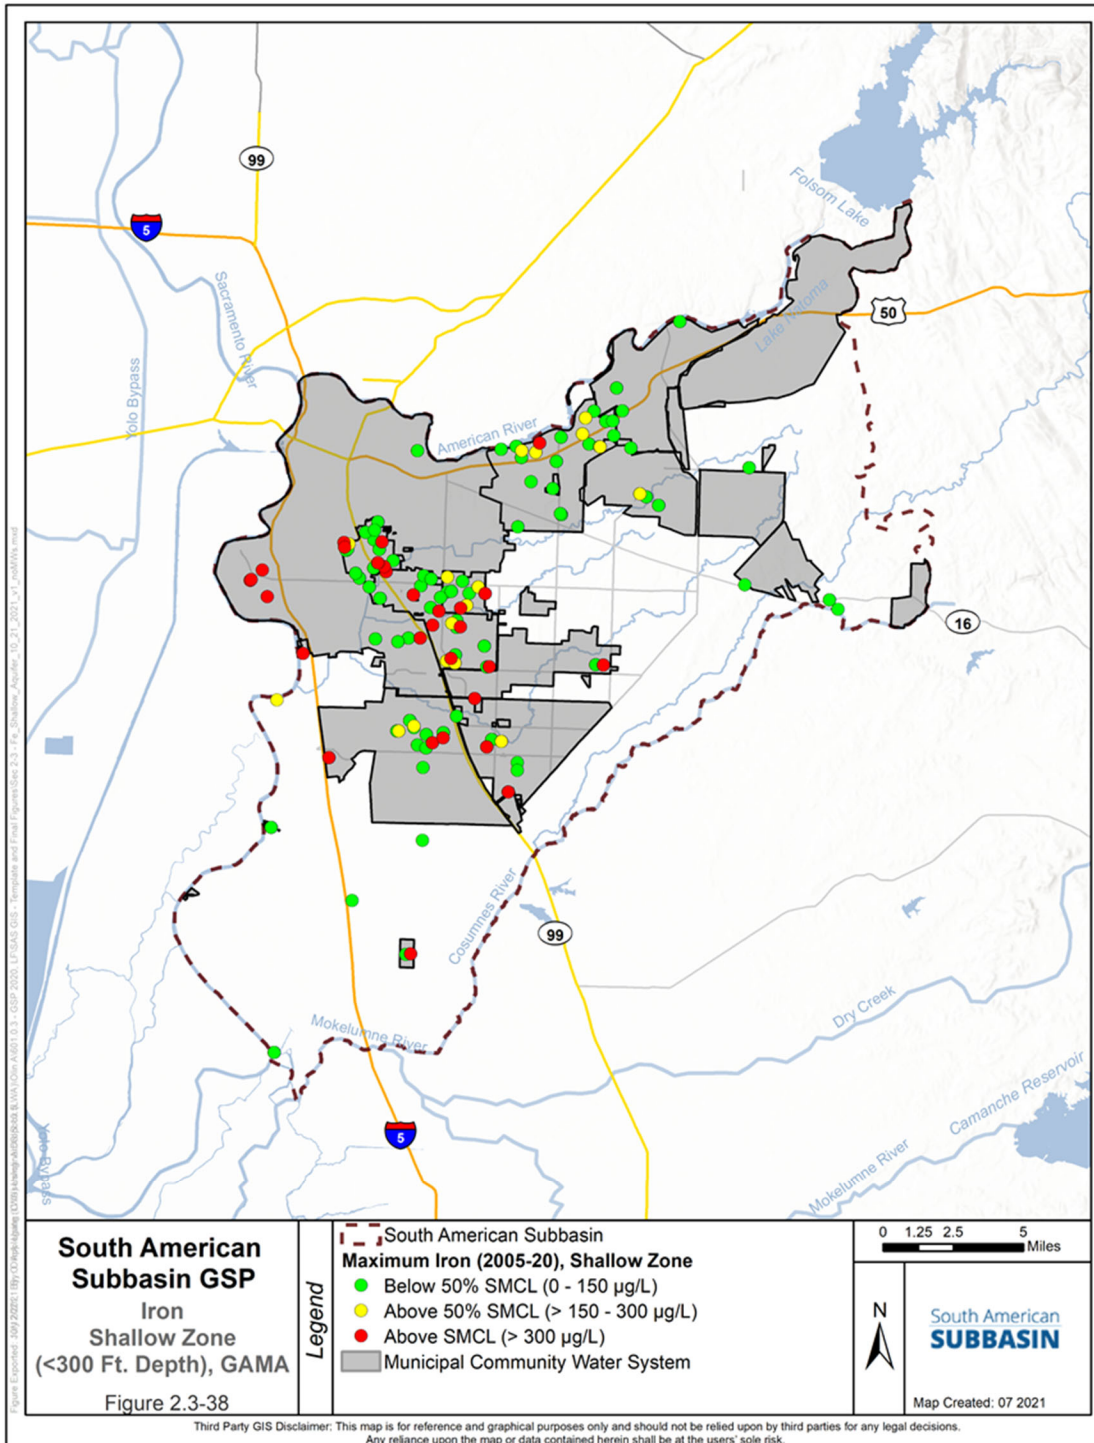 99
5
Folsom Lake
Sacramento River
Lake Natoma
50
Yolo Bypass
American River
16
Cosumnes River
99
Mokelumne River
Dry Creek
Camanche Reservoir
5
Mokelumne River
Yolo Bypass
South American
Subbasin GSP
Iron
Shallow Zone
(<300 Ft. Depth), GAMA
Figure 2.3-38
Legend
South American Subbasin
Maximum Iron (2005-20), Shallow Zone
Below 50% SMCL (0 - 150 µg/L)
Above 50% SMCL (> 150 - 300 µg/L)
Above SMCL (> 300 µg/L)
Municipal Community Water System
0 1.25 2.5 5
Miles
N
South American
SUBBASIN
Map Created: 07 2021
Third Party GIS Disclaimer: This map is for reference and graphical purposes only and should not be relied upon by third parties for any legal decisions.
Any reliance upon the map or data contained herein shall be at the users' sole risk.